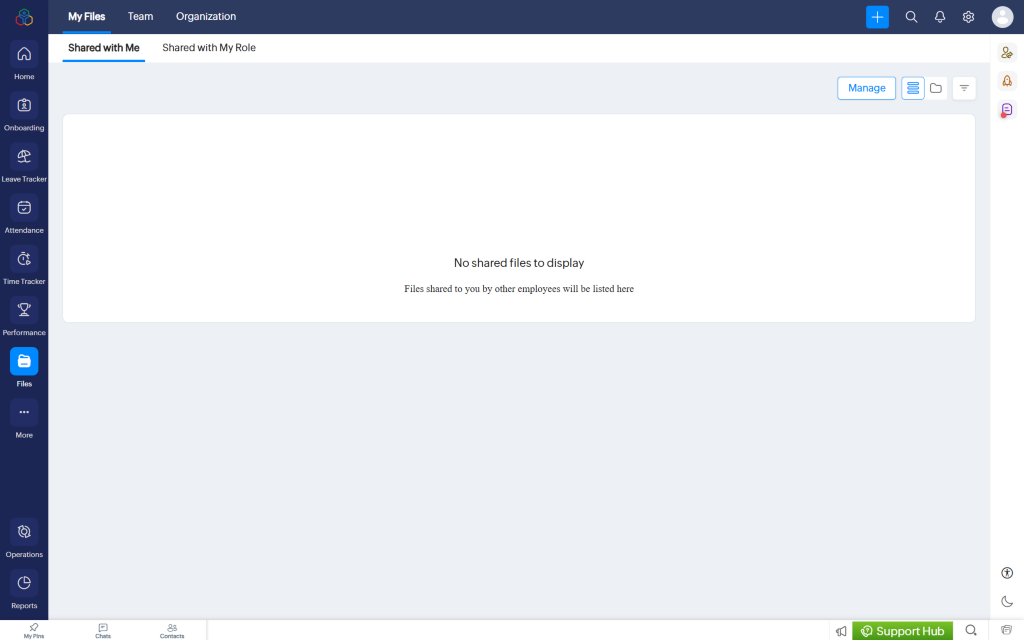 My Files
Team
Organization
Shared with Me
Shared with My Role
Home
Onboarding
Leave Tracker
Attendance
Time Tracker
Performance
Files
More
Operations
Reports
Manage
No shared files to display
Files shared to you by other employees will be listed here
My Pins
Chats
Contacts
Support Hub